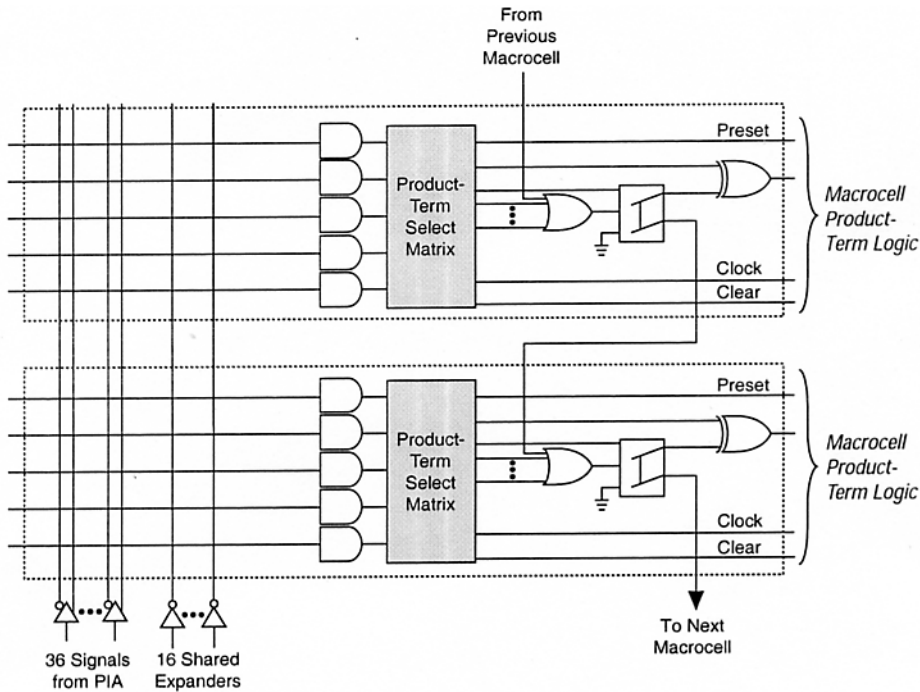 From
Previous
Macrocell
Preset
Product-
Term
Select
Matrix
Macrocell
Product-
Term Logic
Clock
Clear
Preset
Product-
Term
Select
Matrix
Macrocell
Product-
Term Logic
Clock
Clear
36 Signals
from PIA
16 Shared
Expanders
To Next
Macrocell